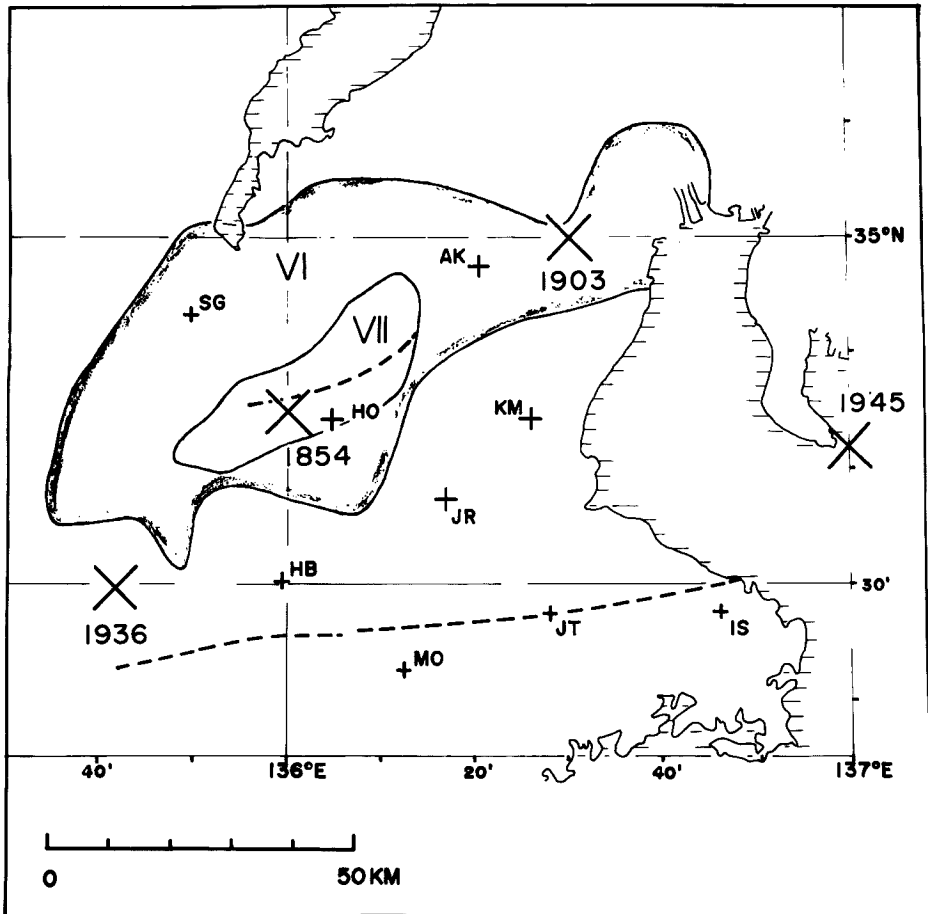 35°N
VI
AK
1903
SG
VII
HO
KM
1945
1854
JR
HB
30'
1936
JT
IS
MO
40'
136°E
20'
40'
137°E
0
50 KM